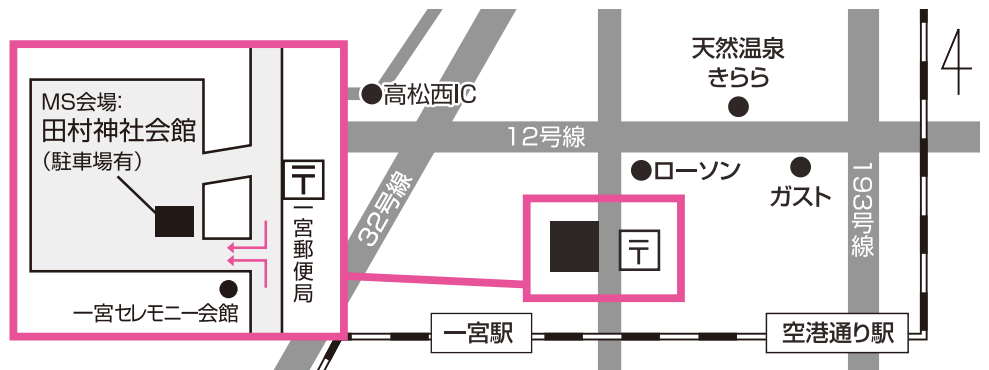 MS会場:
田村神社会館
(駐車場有)
〒
一宮郵便局
一宮セレモニー会館
高松西IC
32号線
12号線
天然温泉
きらら
ローソン
ガスト
193号線
〒
一宮駅
空港通り駅
4